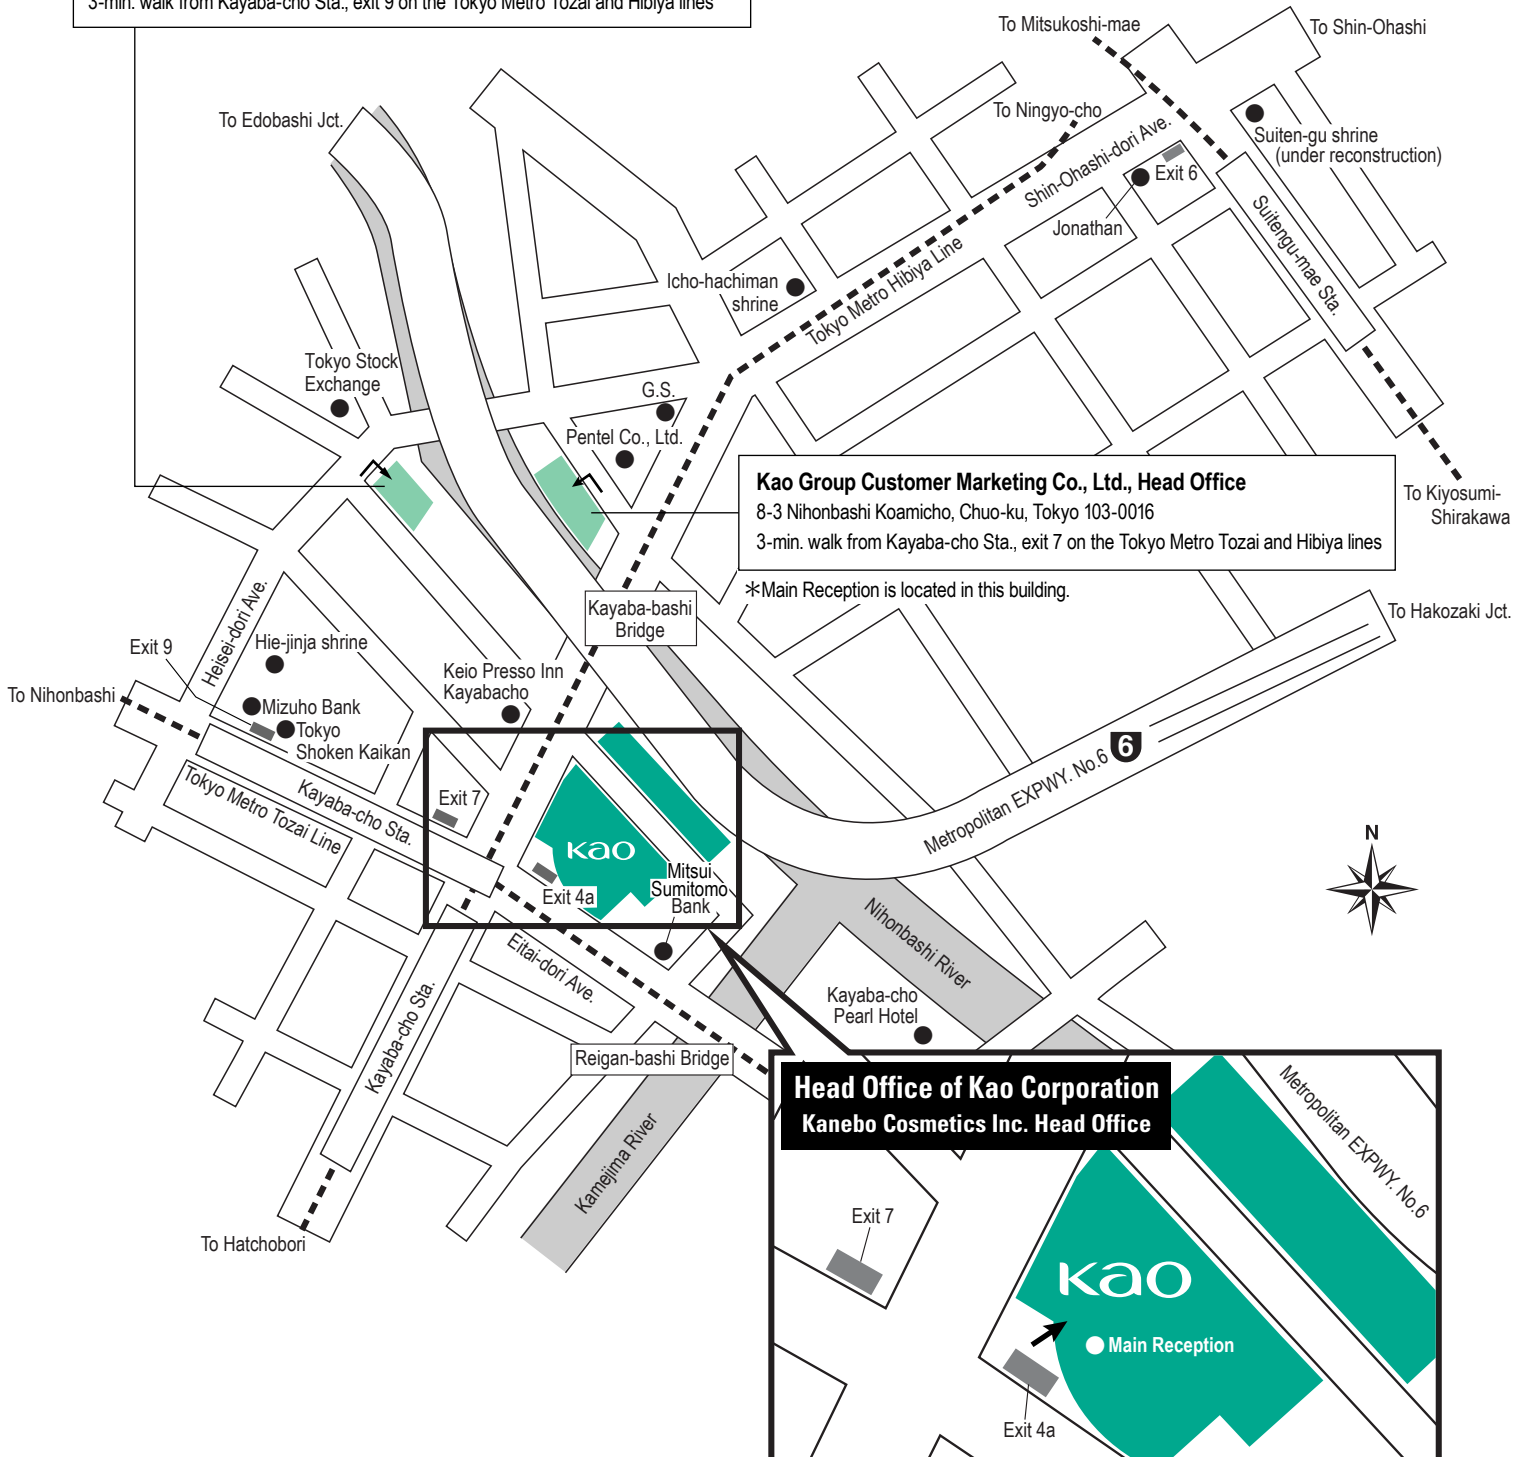 3-min. walk from Kayaba-cho Sta., exit 9 on the Tokyo Metro Tozai and Hibiya lines
To Mitsukoshi-mae
To Shin-Ohashi
To Edobashi Jct.
To Ningyo-cho
Shin-Ohashi-dori Ave.
Suiten-gu shrine
(under reconstruction)
Exit 6
Jonathan
Suitengu-mae Sta.
Icho-hachiman
shrine
Tokyo Metro Hibiya Line
Tokyo Stock
Exchange
G.S.
Pentel Co., Ltd.
Kao Group Customer Marketing Co., Ltd., Head Office
8-3 Nihonbashi Koamicho, Chuo-ku, Tokyo 103-0016
3-min. walk from Kayaba-cho Sta., exit 7 on the Tokyo Metro Tozai and Hibiya lines
＊Main Reception is located in this building.
To Kiyosumi-
Shirakawa
Kayaba-bashi
Bridge
To Hakozaki Jct.
Heisei-dori Ave.
Exit 9
Hie-jinja shrine
Keio Presso Inn
Kayabacho
To Nihonbashi
Mizuho Bank
Tokyo
Shoken Kaikan
Metropolitan EXPWY. No.6
6
Kayaba-cho Sta.
Tokyo Metro Tozai Line
Exit 7
Kao
Exit 4a
Mitsui
Sumitomo
Bank
N
Eitai-dori Ave.
Nihonbashi River
Kayaba-cho
Pearl Hotel
Kayaba-cho Sta.
Reigan-bashi Bridge
Kamejima River
To Hatchobori
Head Office of Kao Corporation
Kanebo Cosmetics Inc. Head Office
Metropolitan EXPWY. No.6
Exit 7
Kao
Main Reception
Exit 4a